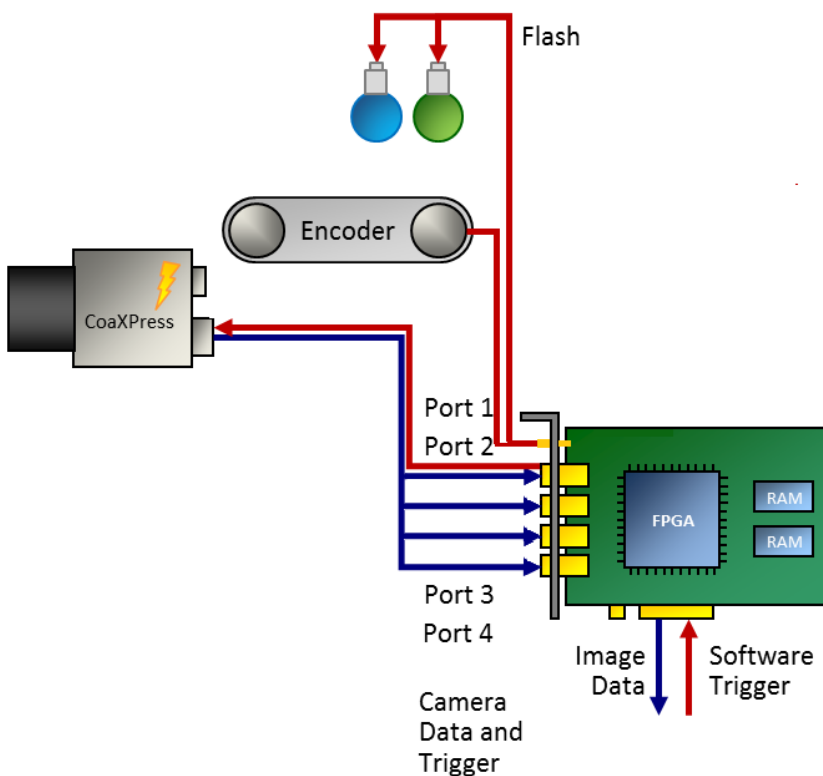 Flash
Encoder
CoaXPress
Port 1
Port 2
RAM
FPGA
RAM
Port 3
Port 4
Image
Data
Software
Trigger
Camera
Data and
Trigger